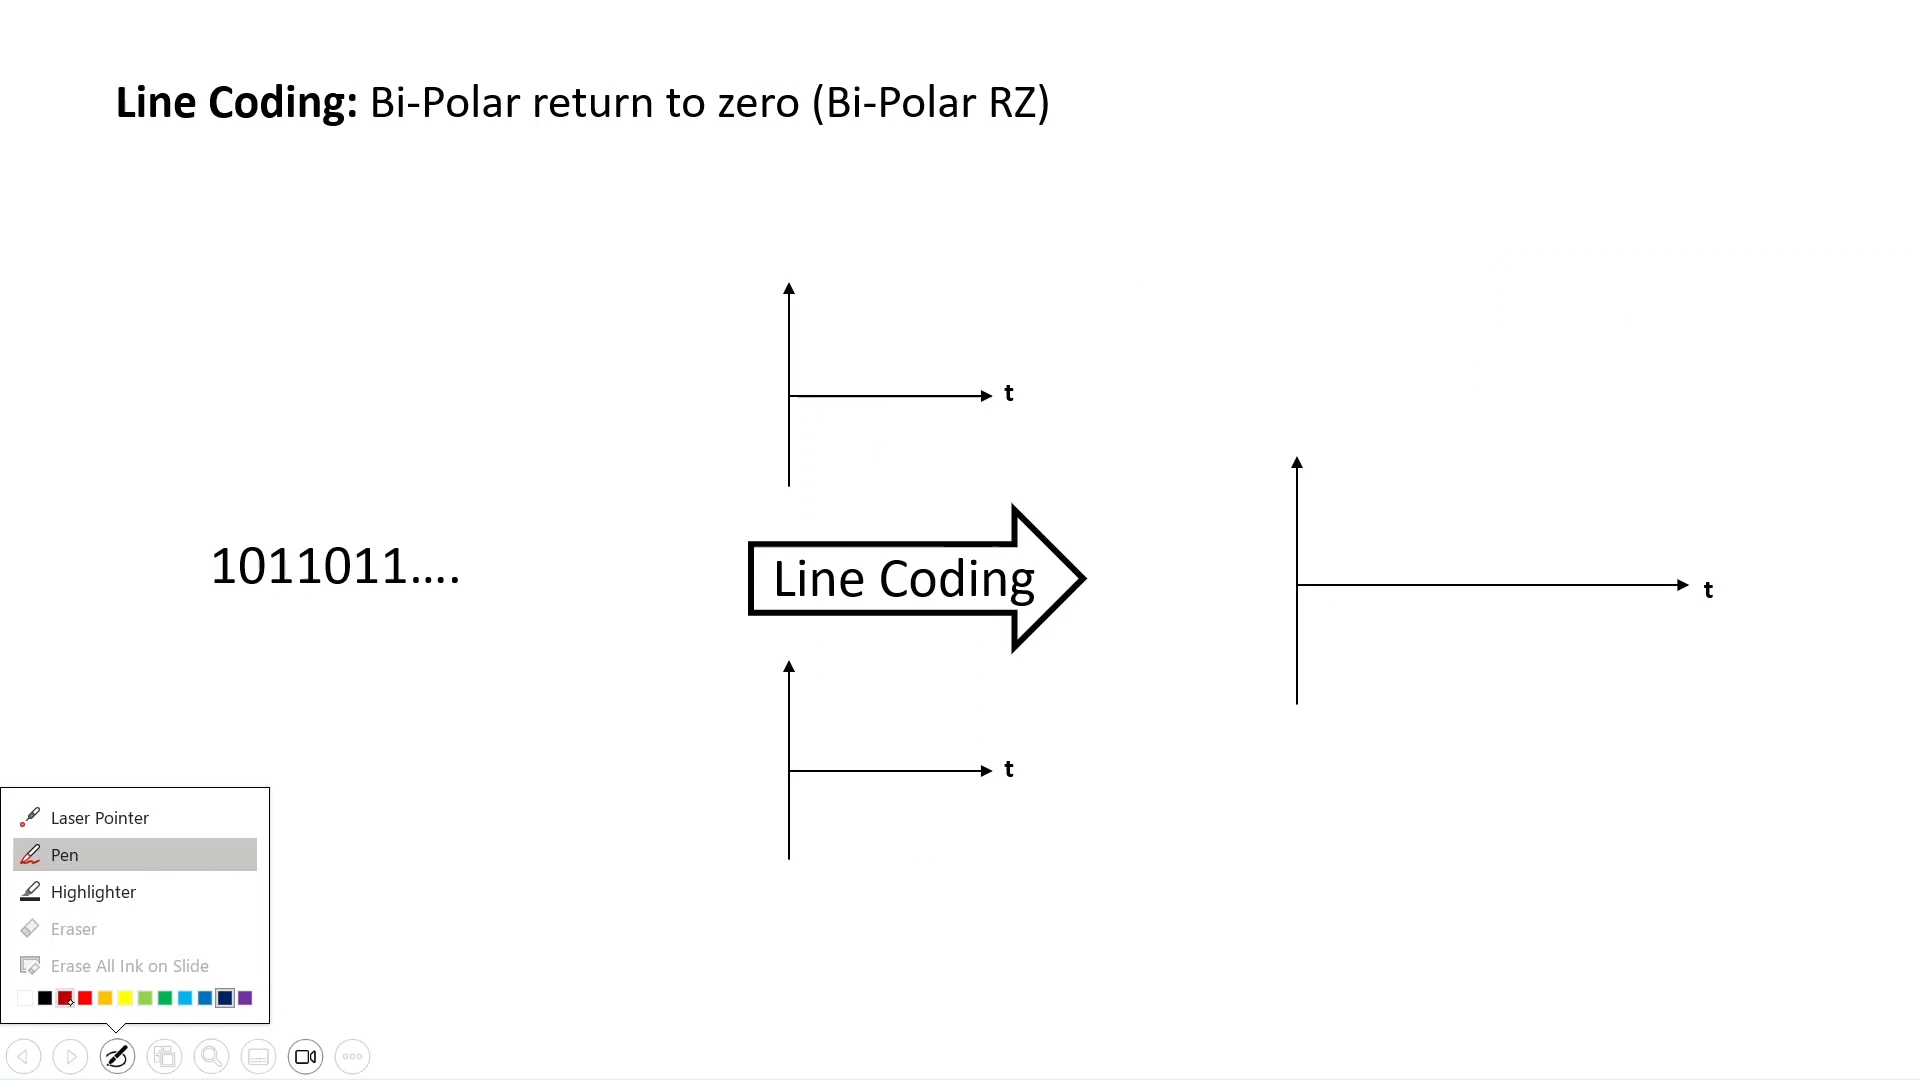 Line Coding: Bi-Polar return to zero (Bi-Polar RZ)
t
1011011....
Line Coding
t
t
Laser Pointer
Pen
Highlighter
Eraser
Erase All Ink on Slide